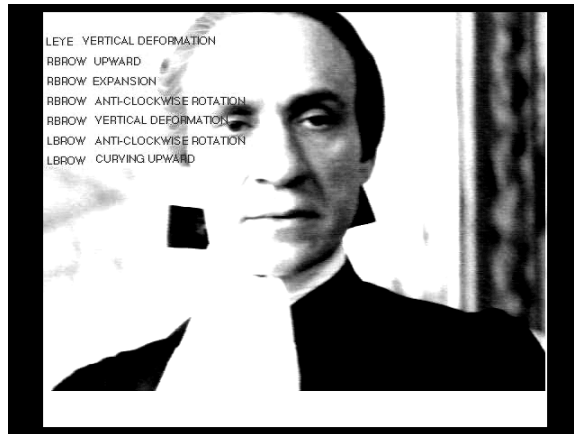 LEYE VERTICAL DEFORMATION
RBROW UPWARD
RBROW EXPANSION
RBROW ANTI-CLOCKWISE ROTATION
RBROW VERTICAL DEFORMATION
LBROW ANTI-CLOCKWISE ROTATION
LBROW CURVING UPWARD